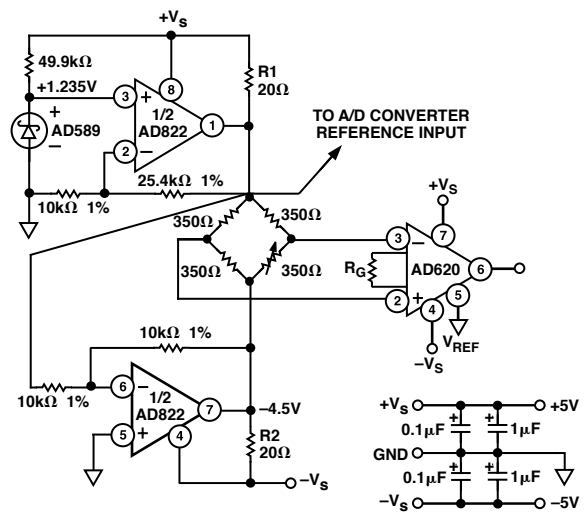 +VS
49.9kΩ
R1
20Ω
+1.235V
8
3
+
1/2
AD822
1
TO A/D CONVERTER
REFERENCE INPUT
+
AD589
−
2
−
25.4kΩ 1%
10kΩ 1%
+VS
350Ω
350Ω
7
3
−
350Ω
350Ω
RG
AD620
6
2
+
4
5
VREF
−VS
10kΩ 1%
10kΩ 1%
6
−
1/2
AD822
7
−4.5V
5
+
4
R2
20Ω
−VS
+VS
+5V
0.1µF
+
+
1µF
GND
0.1µF
+
+
1µF
−VS
−5V